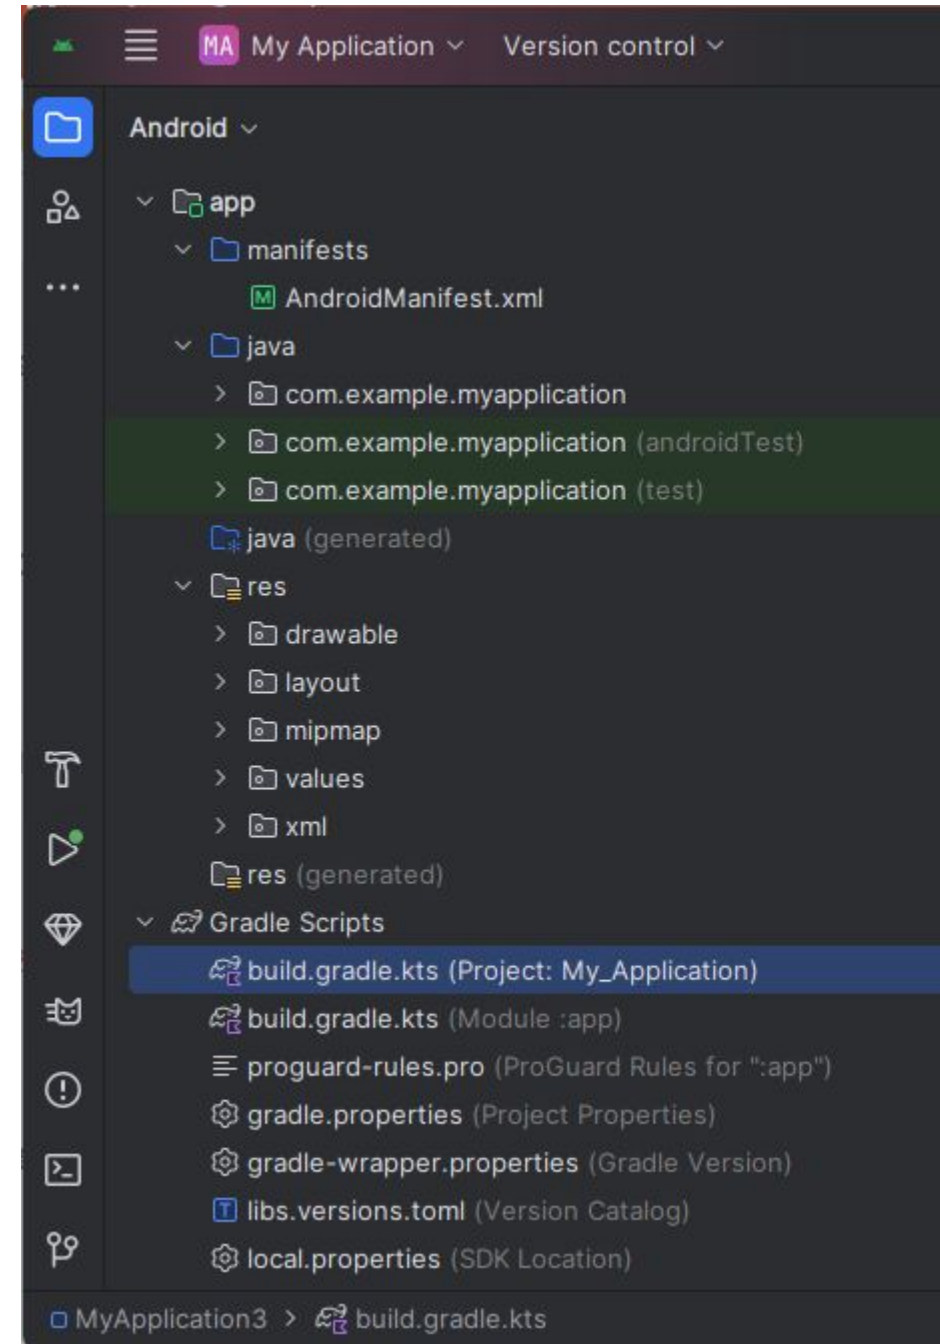 MA My Application Version control
Android
app
manifests
M AndroidManifest.xml
java
com.example.myapplication
com.example.myapplication (androidTest)
com.example.myapplication (test)
java (generated)
res
drawable
layout
mipmap
values
xml
res (generated)
Gradle Scripts
build.gradle.kts (Project: My_Application)
build.gradle.kts (Module :app)
proguard-rules.pro (ProGuard Rules for ":app")
gradle.properties (Project Properties)
gradle-wrapper.properties (Gradle Version)
T libs.versions.toml (Version Catalog)
local.properties (SDK Location)
MyApplication3 > build.gradle.kts